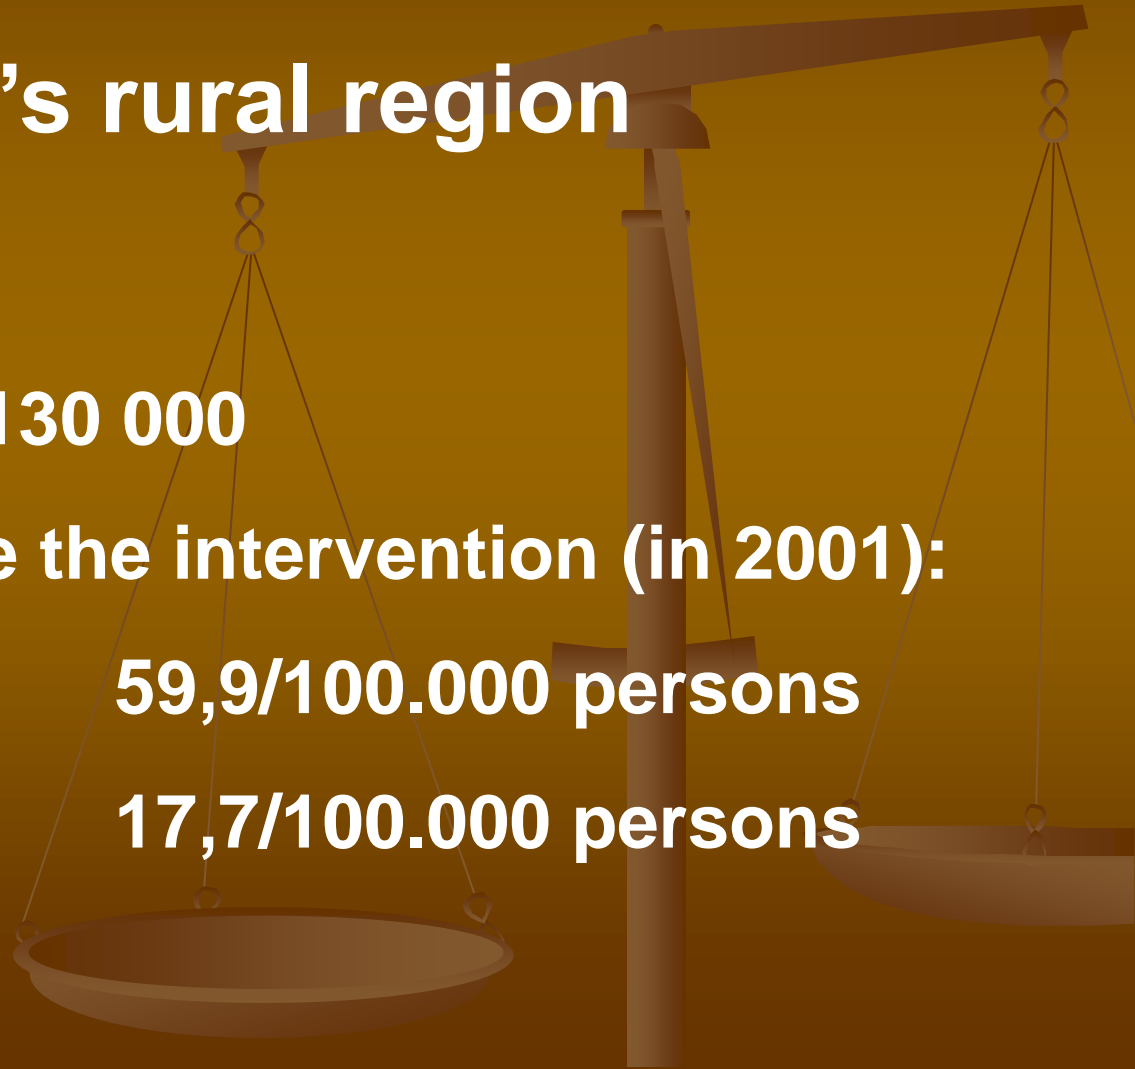 's rural region
130 000
e the intervention (in 2001):
59,9/100.000 persons
17,7/100.000 persons